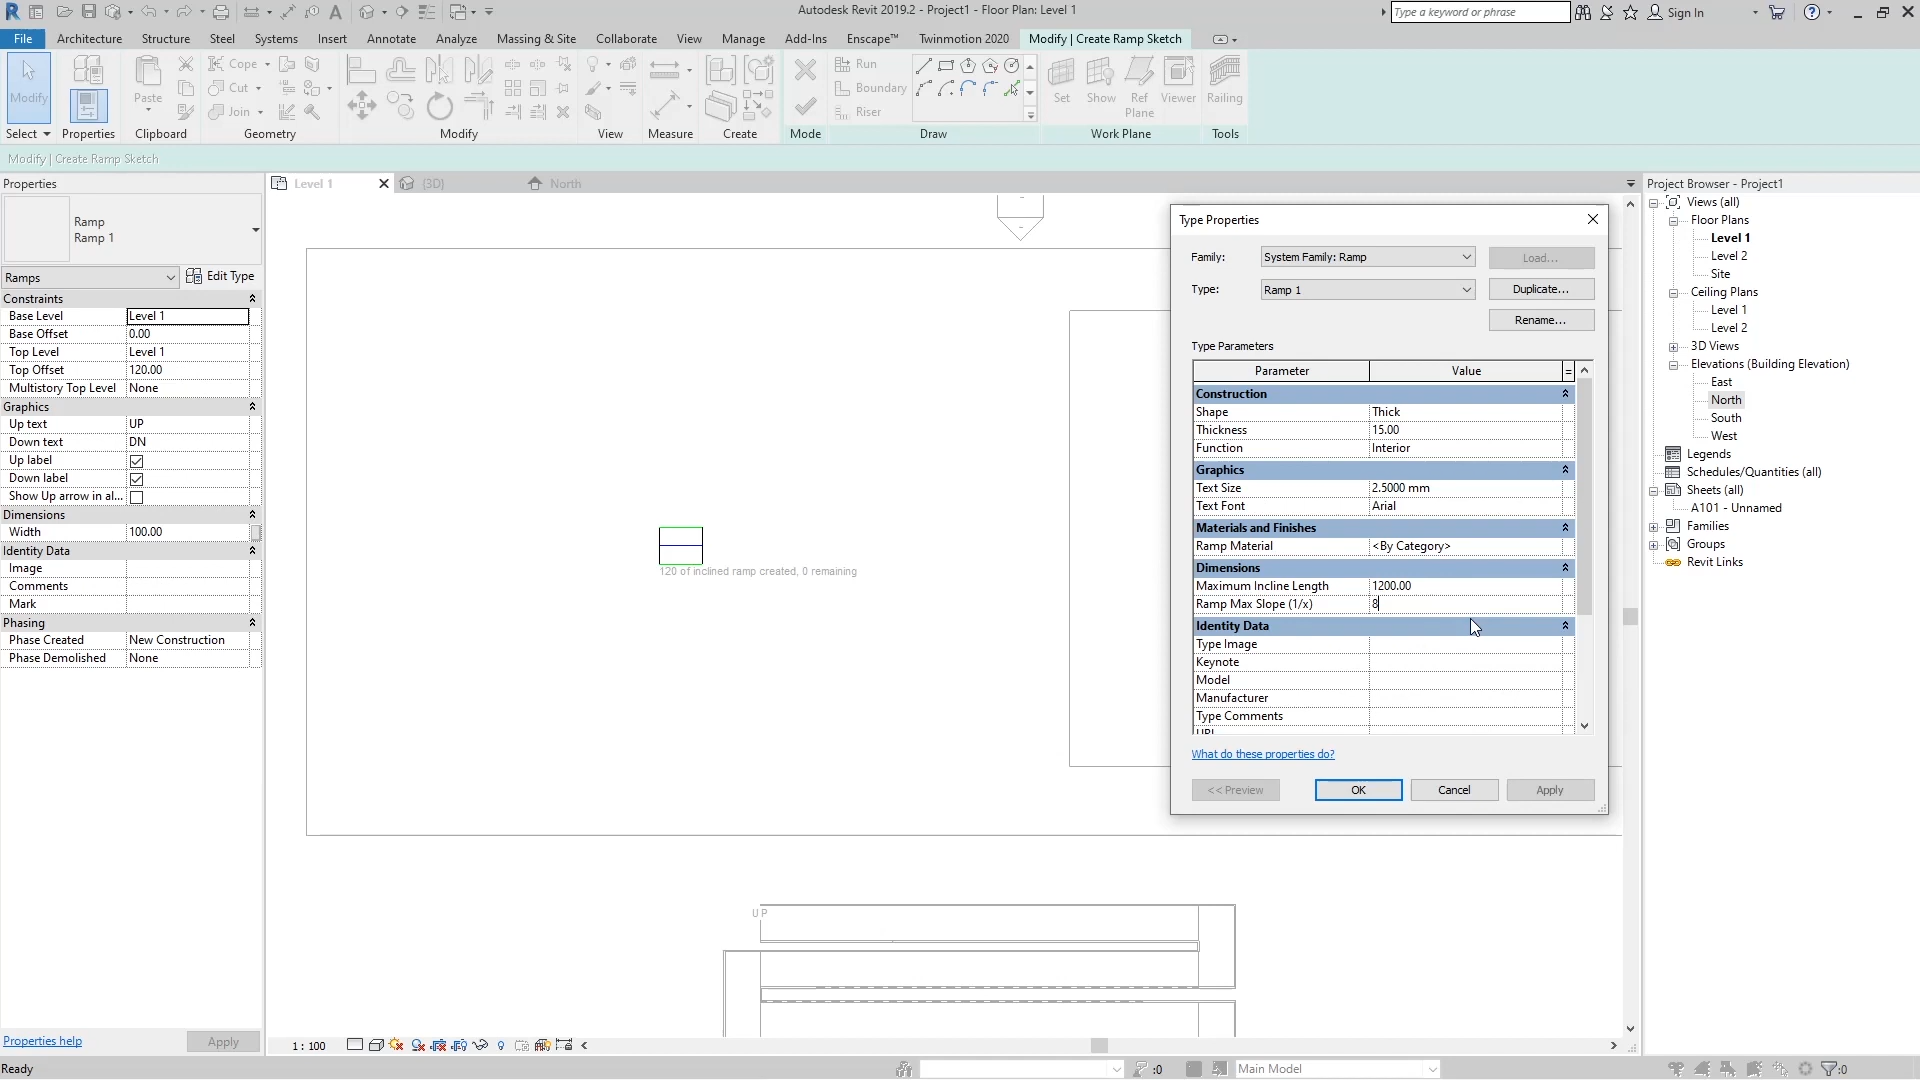 Autodesk Revit 2019.2 - Project1 - Floor Plan: Level 1
Type a keyword or phrase
Sign In
File
Architecture
Structure
Steel
Systems
Insert
Annotate
Analyze
Massing & Site
Collaborate
View
Manage
Add-Ins
Enscape™
Twinmotion 2020
Modify | Create Ramp Sketch
Modify
Paste
Cope
Cut
Join
Run
Boundary
Riser
Set
Show
Ref
Plane
Viewer
Railing
Select
Properties
Clipboard
Geometry
Modify
View
Measure
Create
Mode
Draw
Work Plane
Tools
Modify | Create Ramp Sketch
Properties
Ramp
Ramp 1
Ramps
Edit Type
Constraints
Base Level Level 1
Base Offset 0.00
Top Level Level 1
Top Offset 120.00
Multistory Top Level None
Graphics
Up text UP
Down text DN
Up label
Down label
Show Up arrow in al...
Dimensions
Width 100.00
Identity Data
Image
Comments
Mark
Phasing
Phase Created New Construction
Phase Demolished None
Properties help
Apply
Level 1
{3D}
North
120 of inclined ramp created, 0 remaining
UP
Type Properties
Family: System Family: Ramp Load...
Type: Ramp 1 Duplicate...
Rename...
Type Parameters
Parameter Value =
Construction
Shape Thick
Thickness 15.00
Function Interior
Graphics
Text Size 2.5000 mm
Text Font Arial
Materials and Finishes
Ramp Material <By Category>
Dimensions
Maximum Incline Length 1200.00
Ramp Max Slope (1/x) 8
Identity Data
Type Image
Keynote
Model
Manufacturer
Type Comments
URL
What do these properties do?
<< Preview
OK
Cancel
Apply
Project Browser - Project1
Views (all)
Floor Plans
Level 1
Level 2
Site
Ceiling Plans
Level 1
Level 2
3D Views
Elevations (Building Elevation)
East
North
South
West
Legends
Schedules/Quantities (all)
Sheets (all)
A101 - Unnamed
Families
Groups
Revit Links
1 : 100
Ready
:0
Main Model
:0